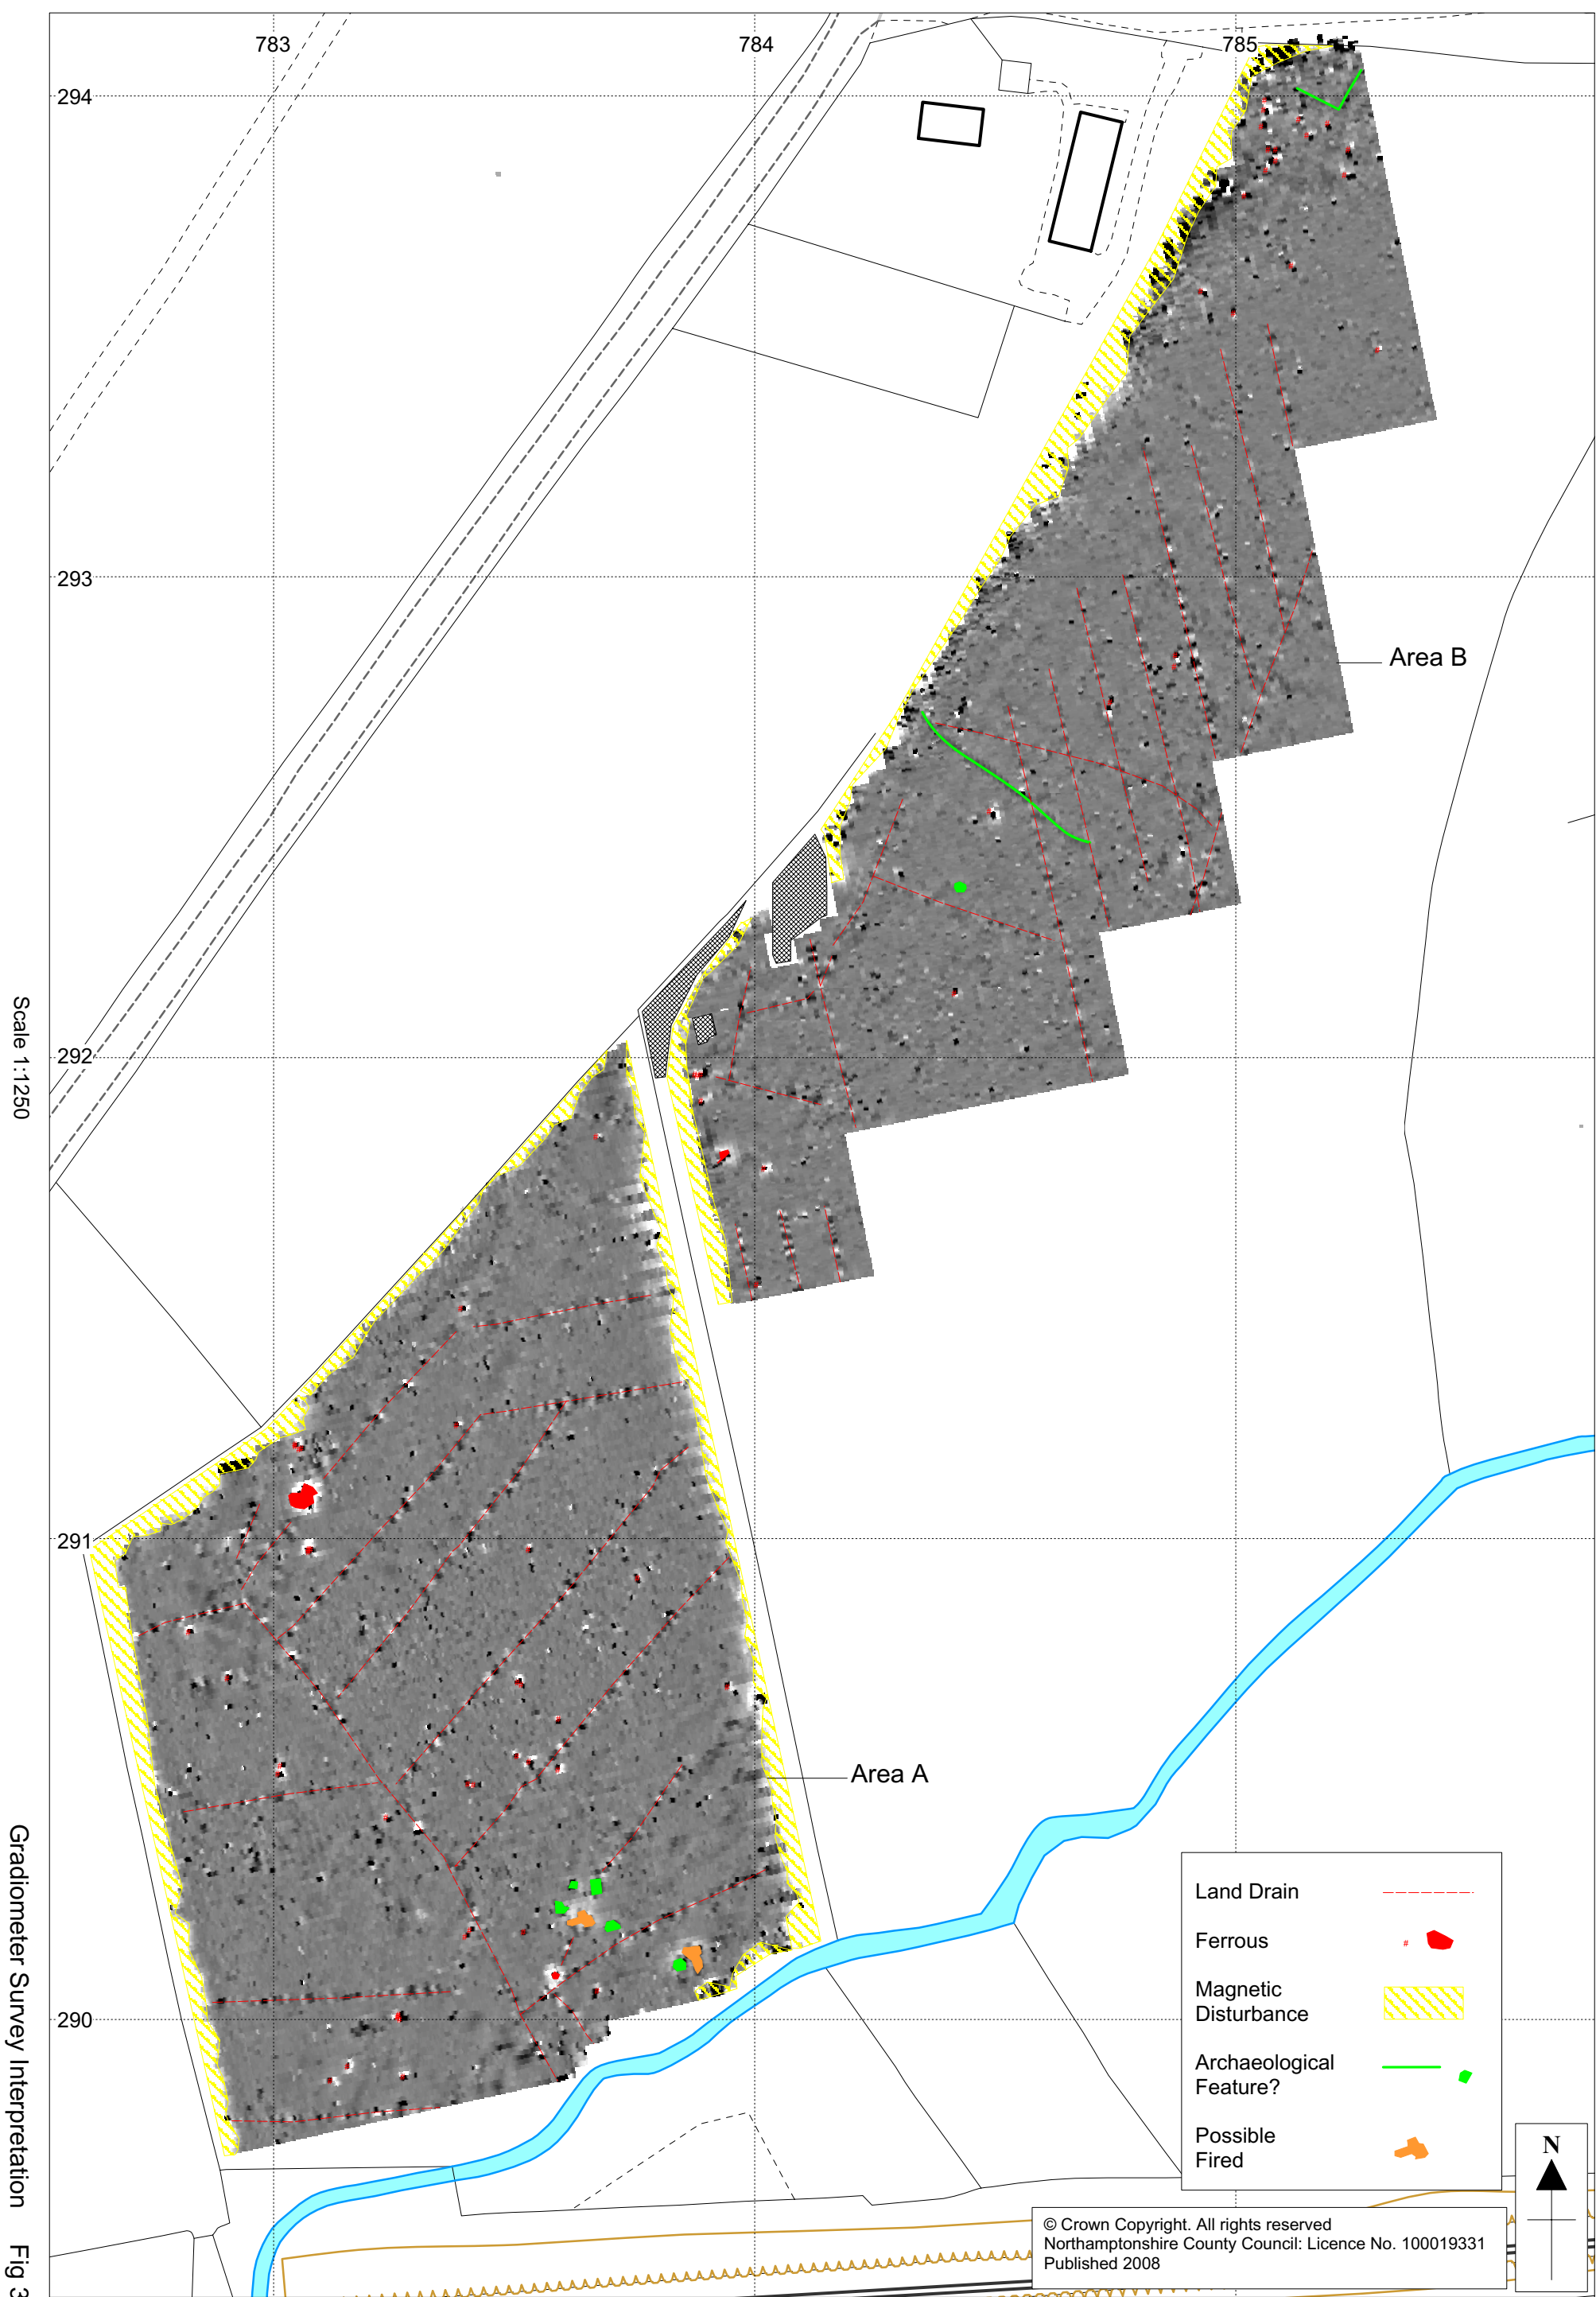 783
784
785
294
293
292
291
290
Area B
Area A
Land Drain
Ferrous
Magnetic
Disturbance
Archaeological
Feature?
Possible
Fired
N
© Crown Copyright. All rights reserved
Northamptonshire County Council: Licence No. 100019331
Published 2008
Scale 1:1250
Gradiometer Survey Interpretation Fig 3